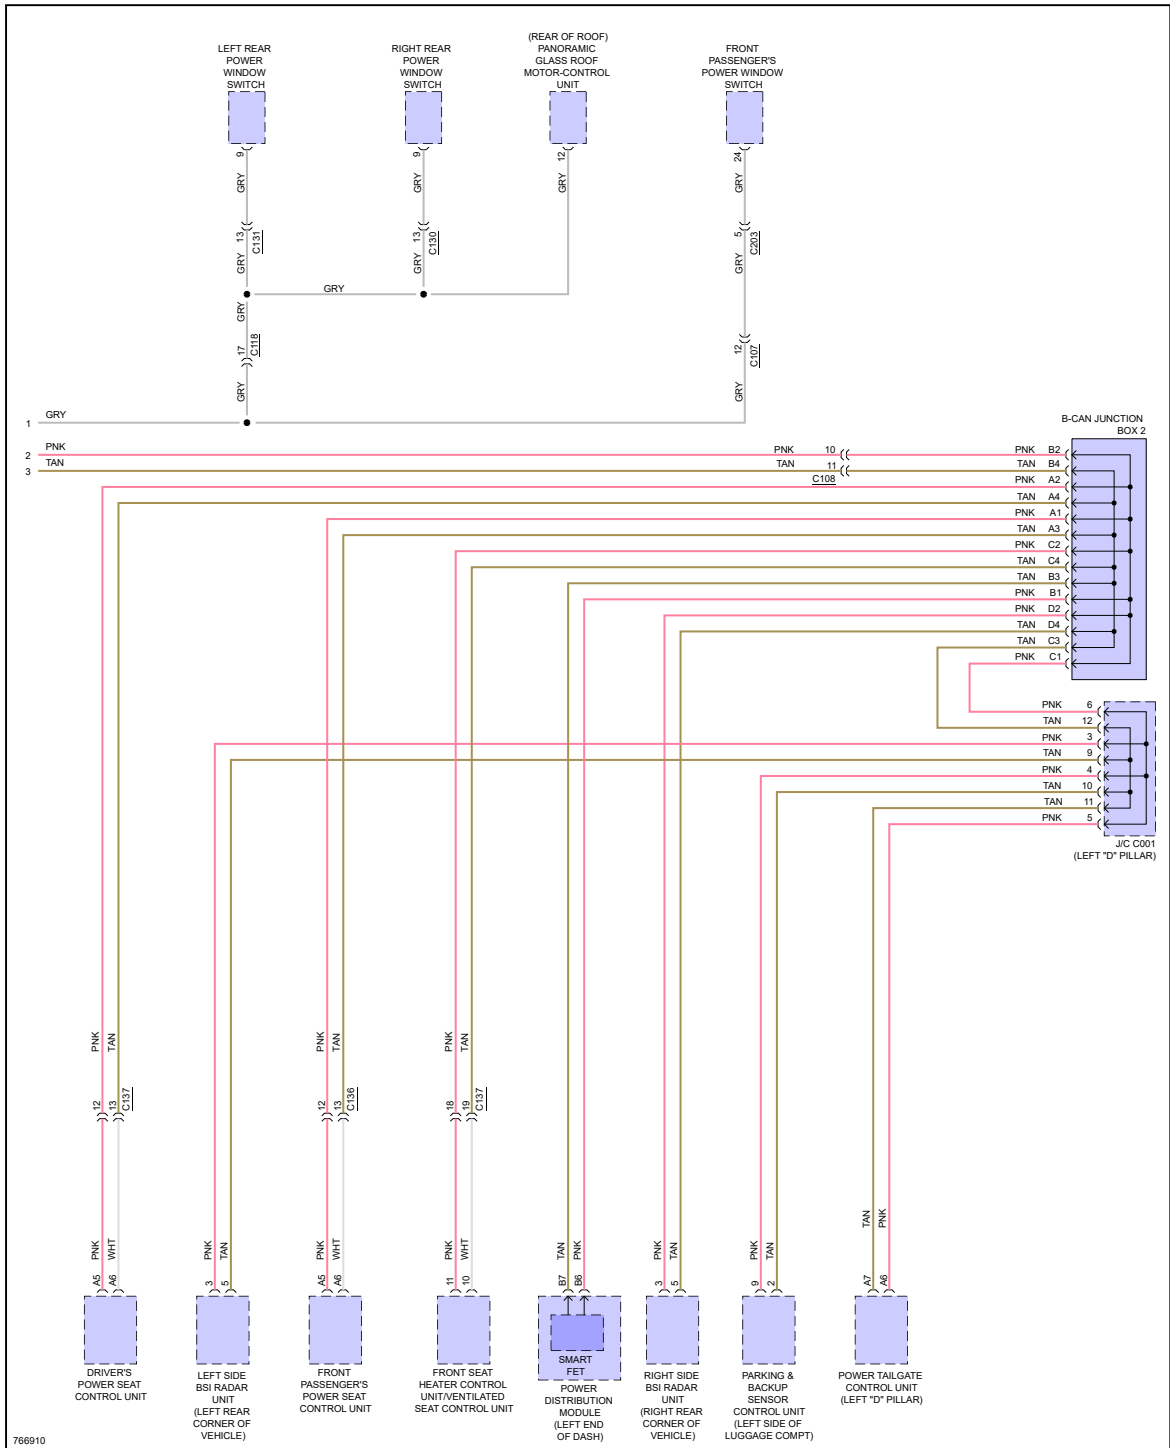 LEFT REAR
POWER
WINDOW
SWITCH
RIGHT REAR
POWER
WINDOW
SWITCH
(REAR OF ROOF)
PANORAMIC
GLASS ROOF
MOTOR-CONTROL
UNIT
FRONT
PASSENGER'S
POWER WINDOW
SWITCH
9
9
12
24
GRY
GRY
GRY
GRY
13
C131
13
C130
5
C203
GRY
GRY
GRY
GRY
GRY
17
C118
12
C107
GRY
GRY
1 GRY
B-CAN JUNCTION
BOX 2
2 PNK PNK 10 PNK B2
3 TAN TAN 11 TAN B4
C108
PNK A2
TAN A4
PNK A1
TAN A3
PNK C2
TAN C4
TAN B3
PNK B1
PNK D2
TAN D4
TAN C3
PNK C1
PNK 6
TAN 12
PNK 3
TAN 9
PNK 4
TAN 10
TAN 11
PNK 5
J/C C001
(LEFT "D" PILLAR)
PNK
TAN
PNK
TAN
PNK
TAN
12
13
C137
12
13
C136
18
19
C137
TAN
PNK
PNK
WHT
PNK
TAN
PNK
WHT
PNK
WHT
TAN
PNK
PNK
TAN
PNK
TAN
A5
A6
3
5
A5
A6
11
10
B7
B6
3
5
9
2
A7
A6
DRIVER'S
POWER SEAT
CONTROL UNIT
LEFT SIDE
BSI RADAR
UNIT
(LEFT REAR
CORNER OF
VEHICLE)
FRONT
PASSENGER'S
POWER SEAT
CONTROL UNIT
FRONT SEAT
HEATER CONTROL
UNIT/VENTILATED
SEAT CONTROL UNIT
SMART
FET
POWER
DISTRIBUTION
MODULE
(LEFT END
OF DASH)
RIGHT SIDE
BSI RADAR
UNIT
(RIGHT REAR
CORNER OF
VEHICLE)
PARKING &
BACKUP
SENSOR
CONTROL UNIT
(LEFT SIDE OF
LUGGAGE COMPT)
POWER TAILGATE
CONTROL UNIT
(LEFT "D" PILLAR)
766910